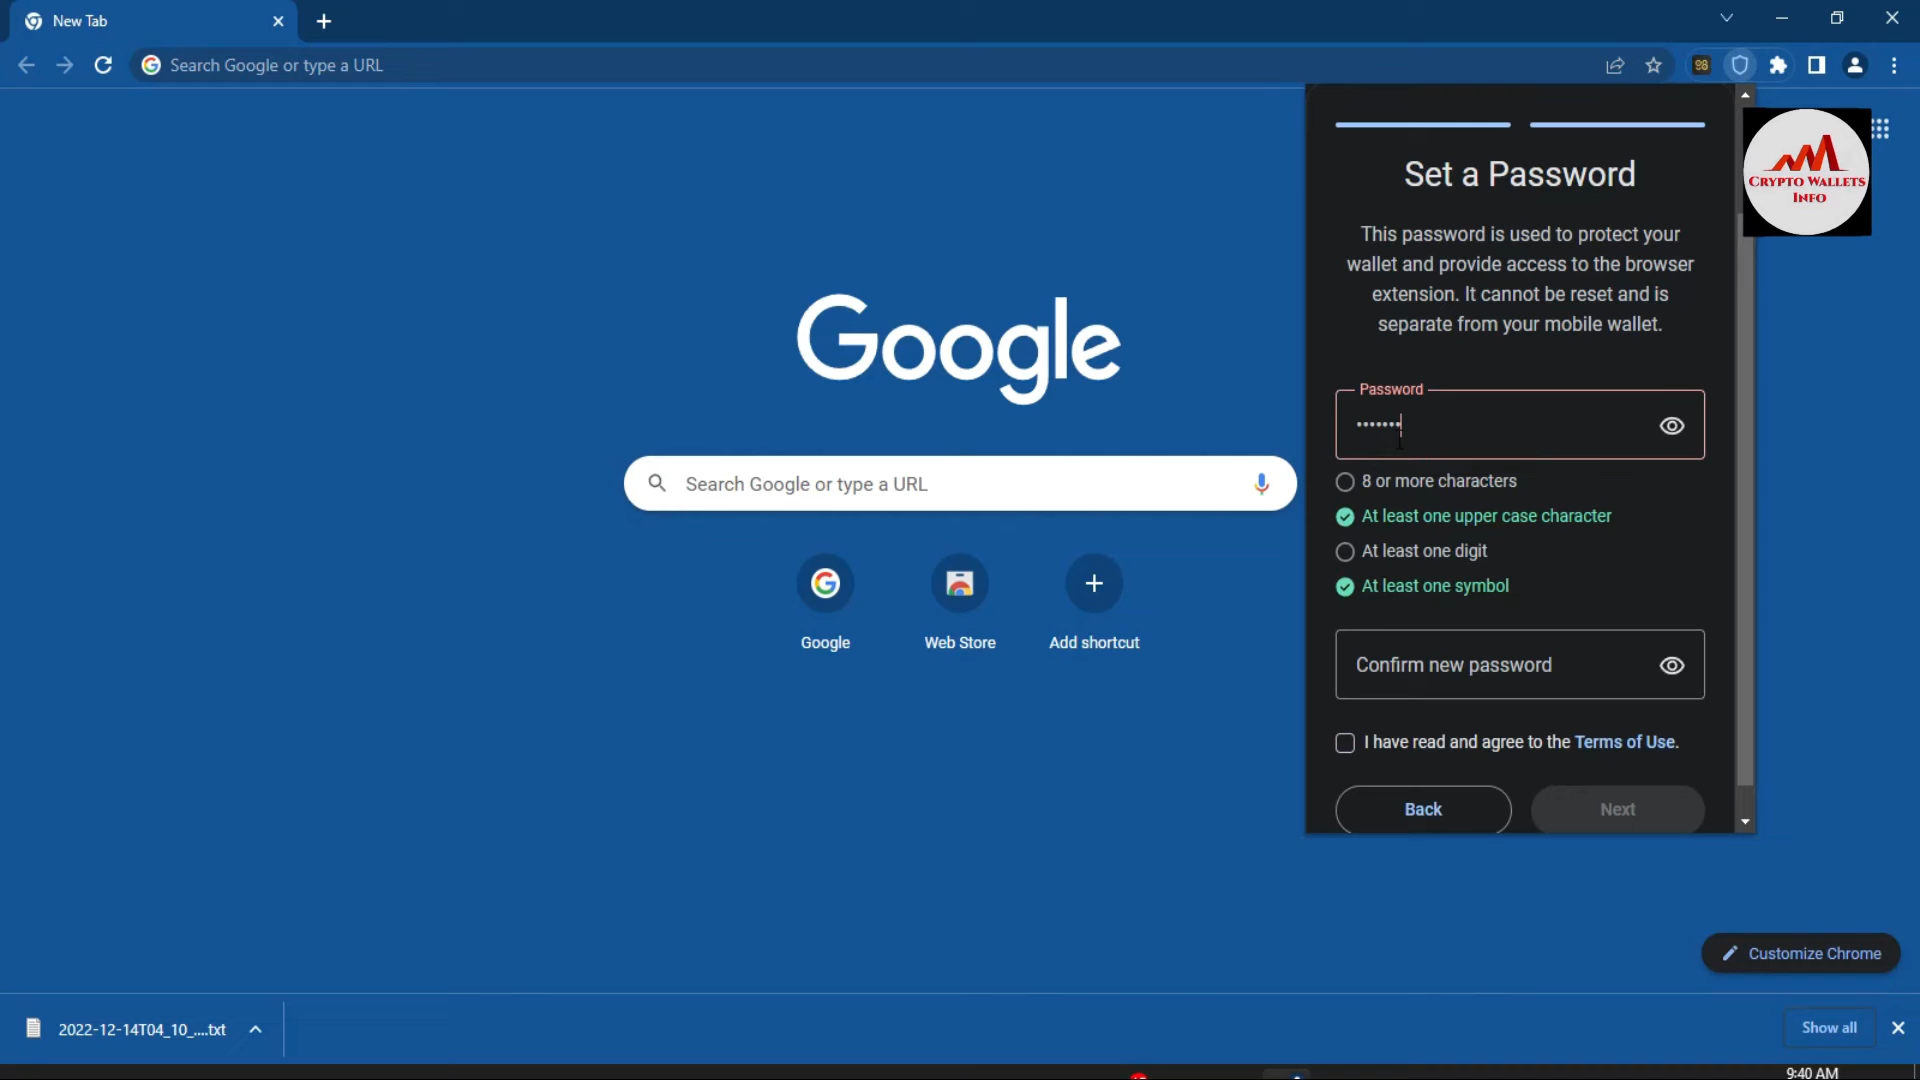 New Tab
Search Google or type a URL
98
CRYPTO WALLETS
INFO
Set a Password
This password is used to protect your
wallet and provide access to the browser
extension. It cannot be reset and is
separate from your mobile wallet.
Google
Password
•••••••
Search Google or type a URL
8 or more characters
At least one upper case character
At least one digit
At least one symbol
Google
Web Store
Add shortcut
Confirm new password
I have read and agree to the Terms of Use.
Back
Next
Customize Chrome
2022-12-14T04_10_....txt
Show all
9:40 AM